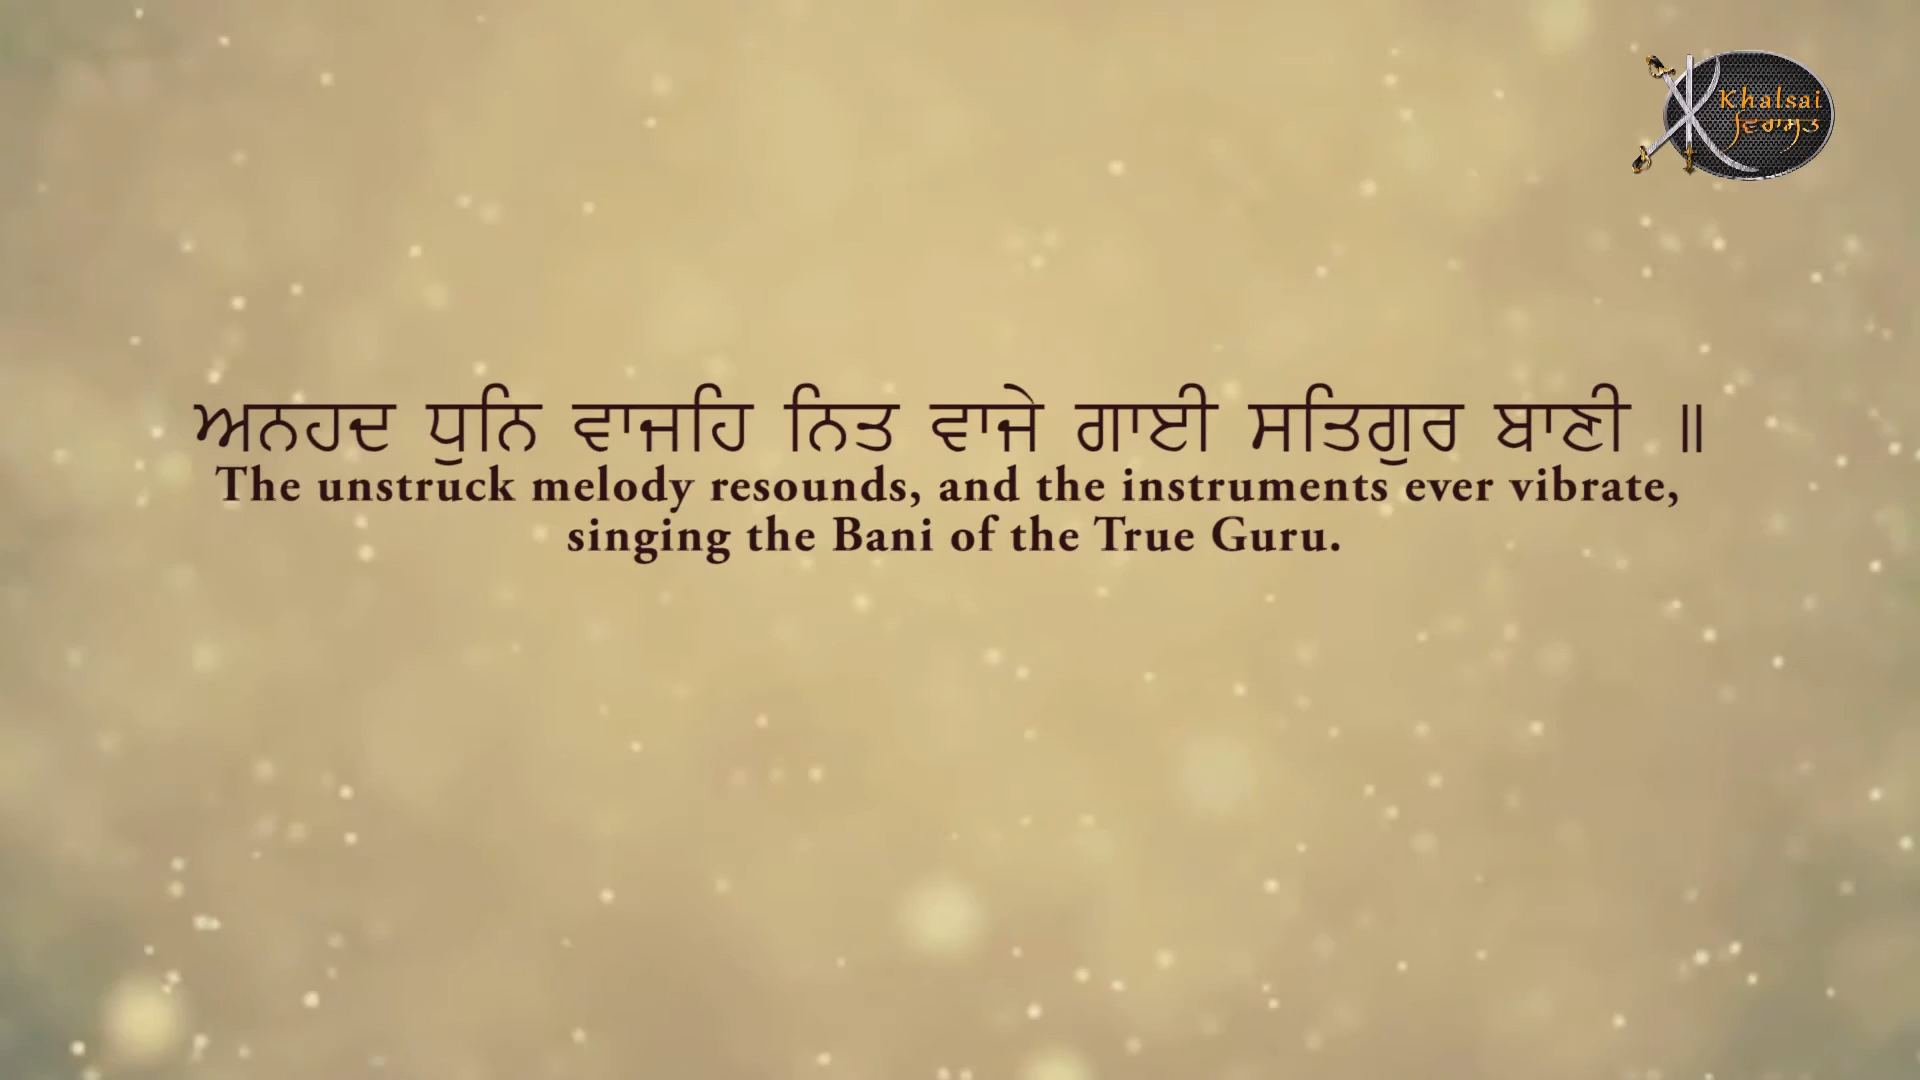 Khalsai
ਵਿਰਾਸਤ
ਅਨਹਦ ਧੁਨਿ ਵਾਜਹਿ ਨਿਤ ਵਾਜੇ ਗਾਈ ਸਤਿਗੁਰ ਬਾਣੀ ॥
The unstruck melody resounds, and the instruments ever vibrate,
singing the Bani of the True Guru.